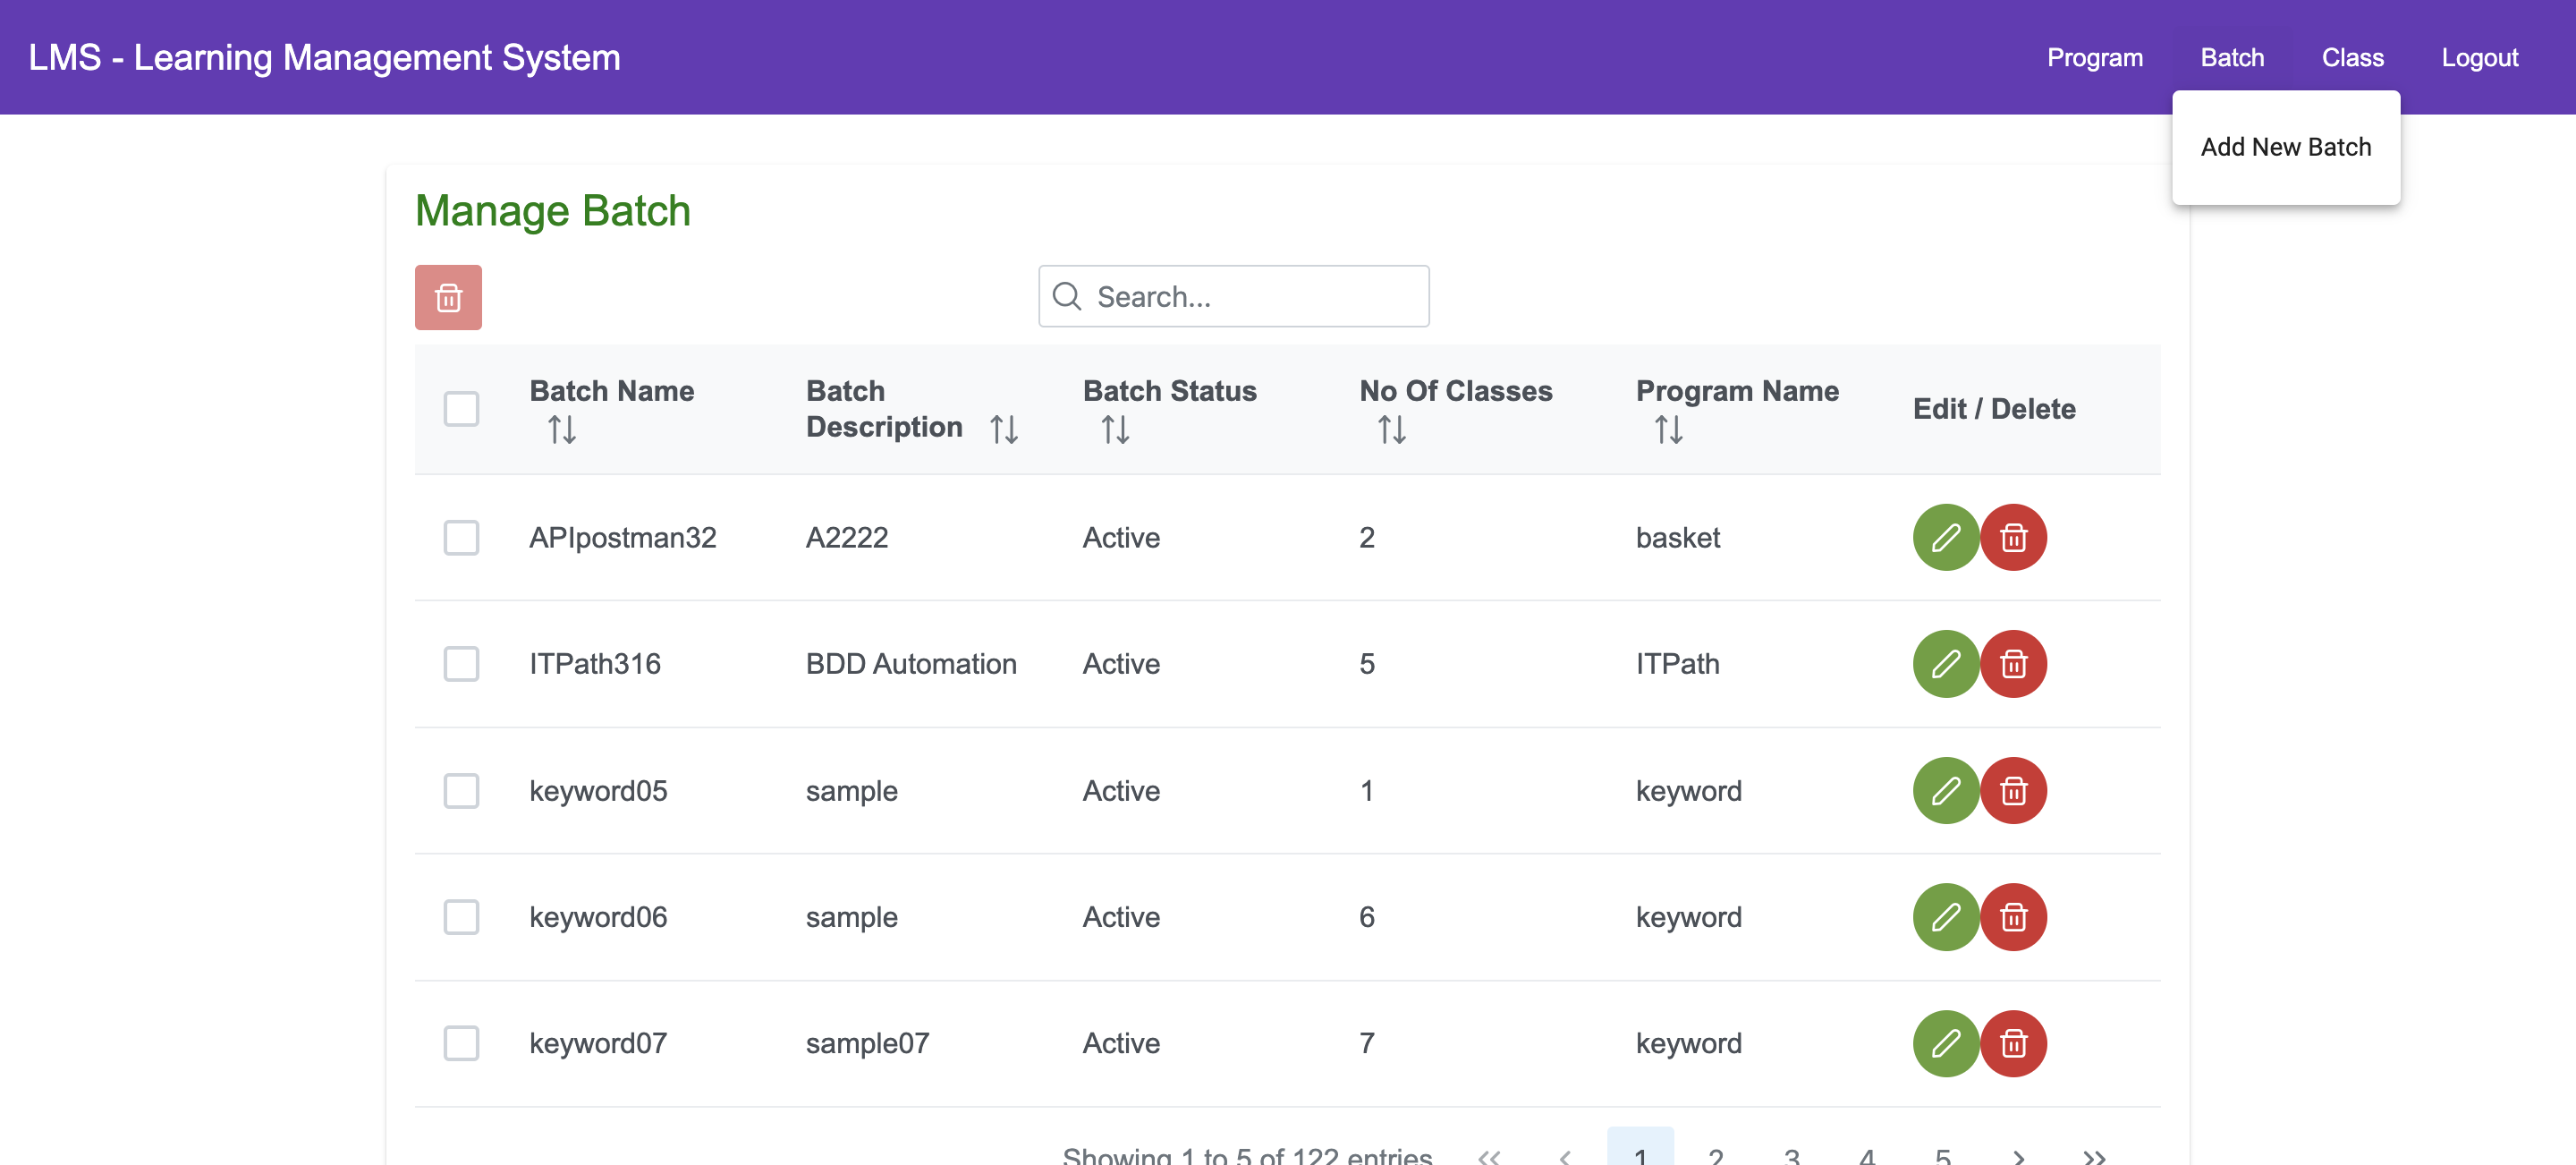 LMS - Learning Management System
Program Batch Class Logout
Add New Batch
Manage Batch
Search...
Batch Name Batch Description Batch Status No Of Classes Program Name Edit / Delete
APIpostman32 A2222 Active 2 basket
ITPath316 BDD Automation Active 5 ITPath
keyword05 sample Active 1 keyword
keyword06 sample Active 6 keyword
keyword07 sample07 Active 7 keyword
Showing 1 to 5 of 122 entries << < 1 2 3 4 5 > >>